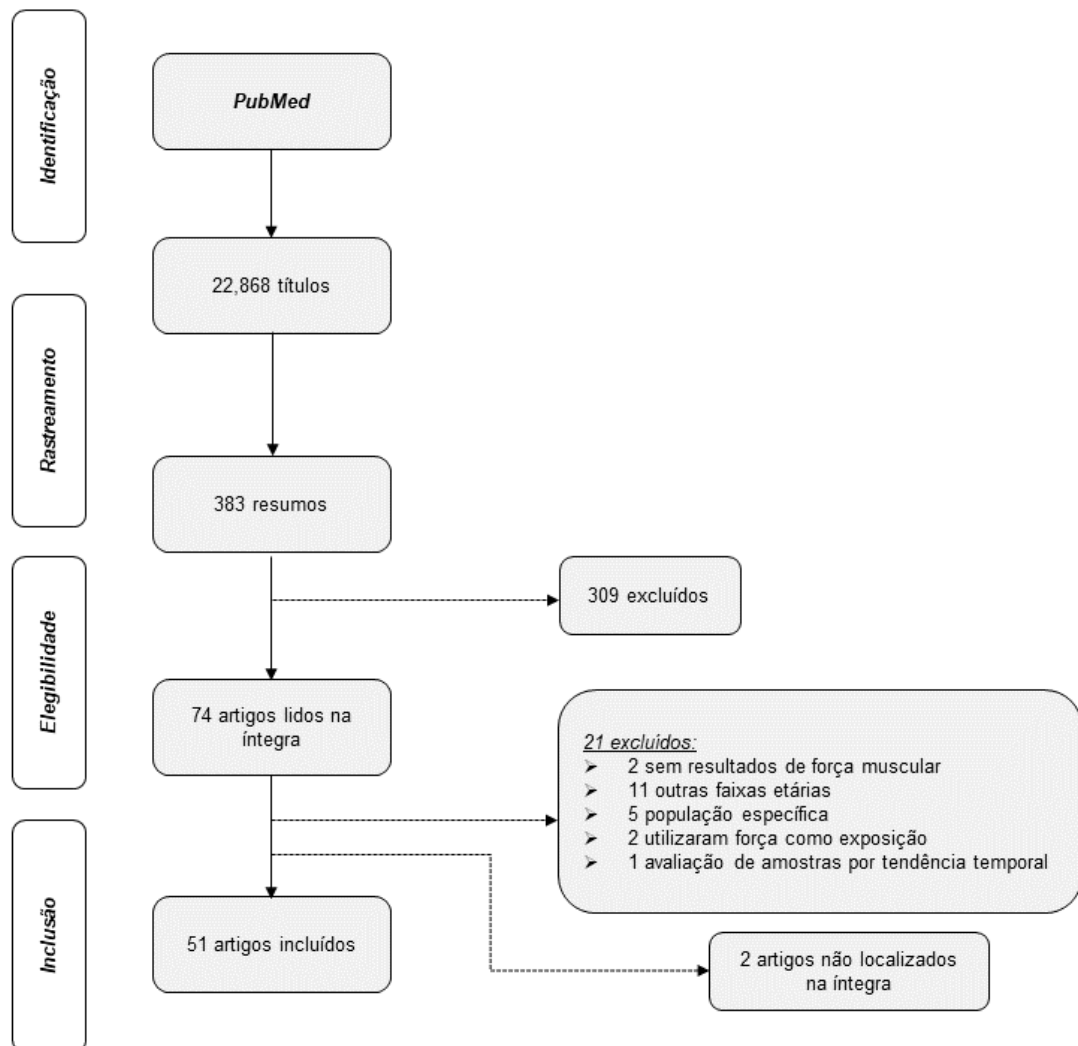 Identificação
PubMed
22,868 títulos
Rastreamento
383 resumos
309 excluídos
Elegibilidade
74 artigos lidos na
íntegra
21 excluídos:
➢ 2 sem resultados de força muscular
➢ 11 outras faixas etárias
➢ 5 população específica
➢ 2 utilizaram força como exposição
➢ 1 avaliação de amostras por tendência temporal
Inclusão
51 artigos incluídos
2 artigos não localizados
na íntegra